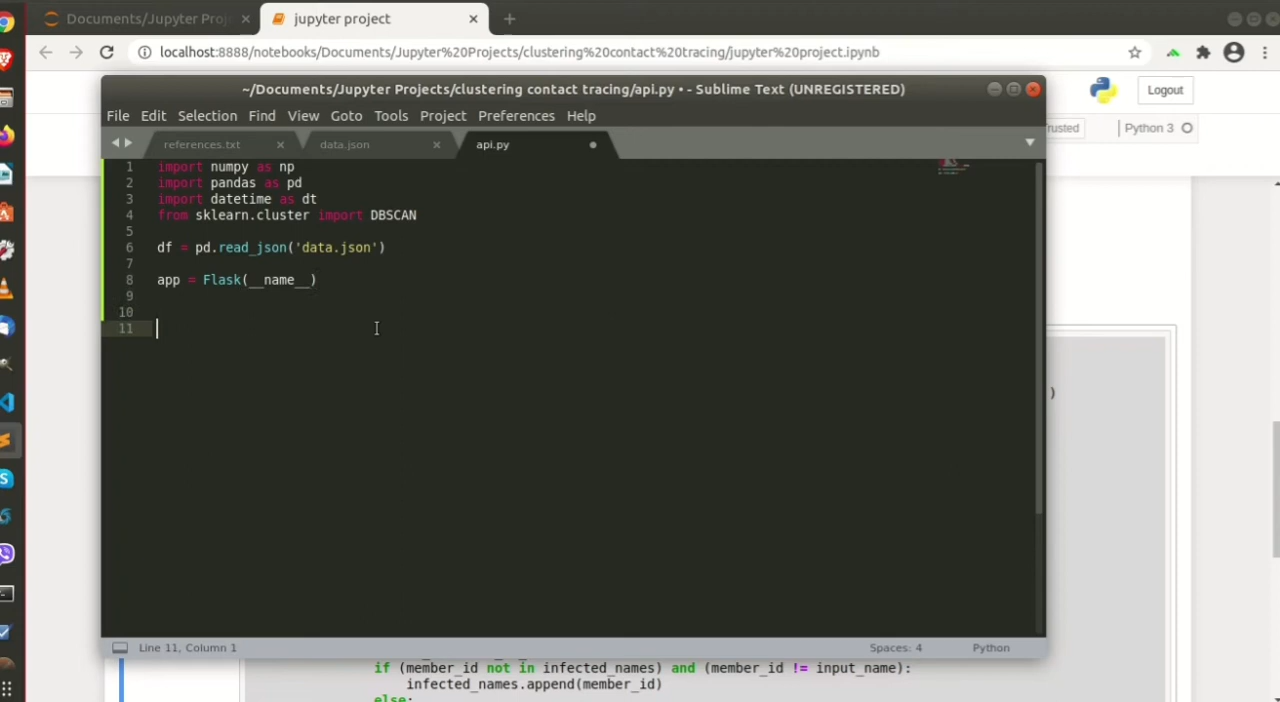 Documents/Jupyter Proj
jupyter project
localhost:8888/notebooks/Documents/Jupyter%20Projects/clustering%20contact%20tracing/jupyter%20project.ipynb
~/Documents/Jupyter Projects/clustering contact tracing/api.py • - Sublime Text (UNREGISTERED)
Logout
File Edit Selection Find View Goto Tools Project Preferences Help
rusted
Python 3
references.txt
data.json
api.py
1 import numpy as np
2 import pandas as pd
3 import datetime as dt
4 from sklearn.cluster import DBSCAN
5
6 df = pd.read_json('data.json')
7
8 app = Flask(__name__)
9
10
11
)
Line 11, Column 1
Spaces: 4
Python
if (member_id not in infected_names) and (member_id != input_name):
infected_names.append(member_id)
else: